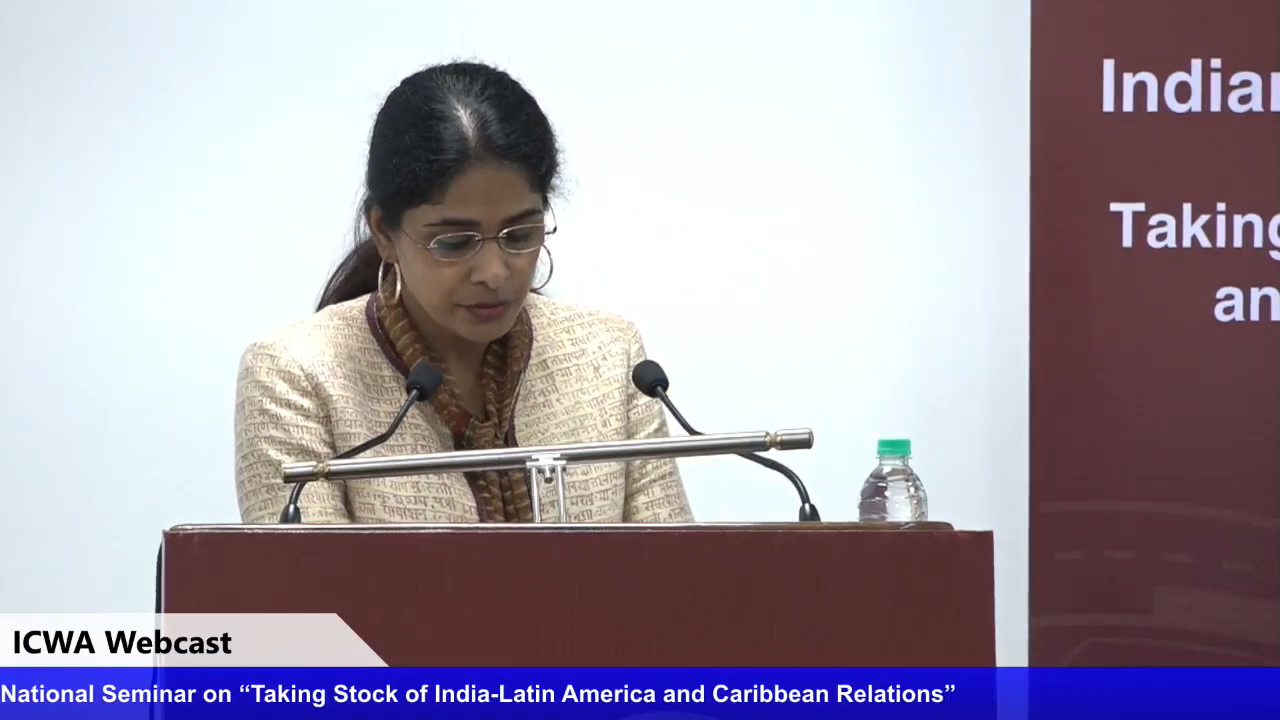 Indian
Taking
an
ICWA Webcast
National Seminar on “Taking Stock of India-Latin America and Caribbean Relations”